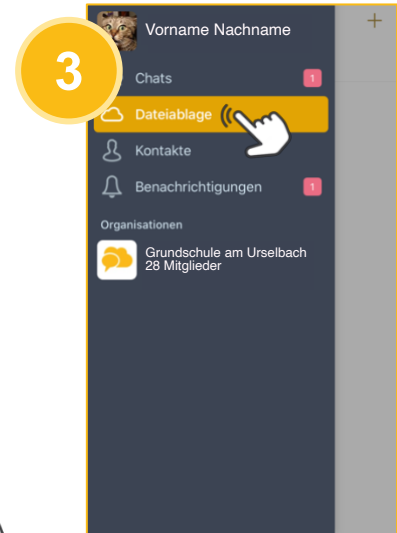 3
Vorname Nachname
Chats 1
Dateiablage
Kontakte
Benachrichtigungen 1
Organisationen
Grundschule am Urselbach
28 Mitglieder